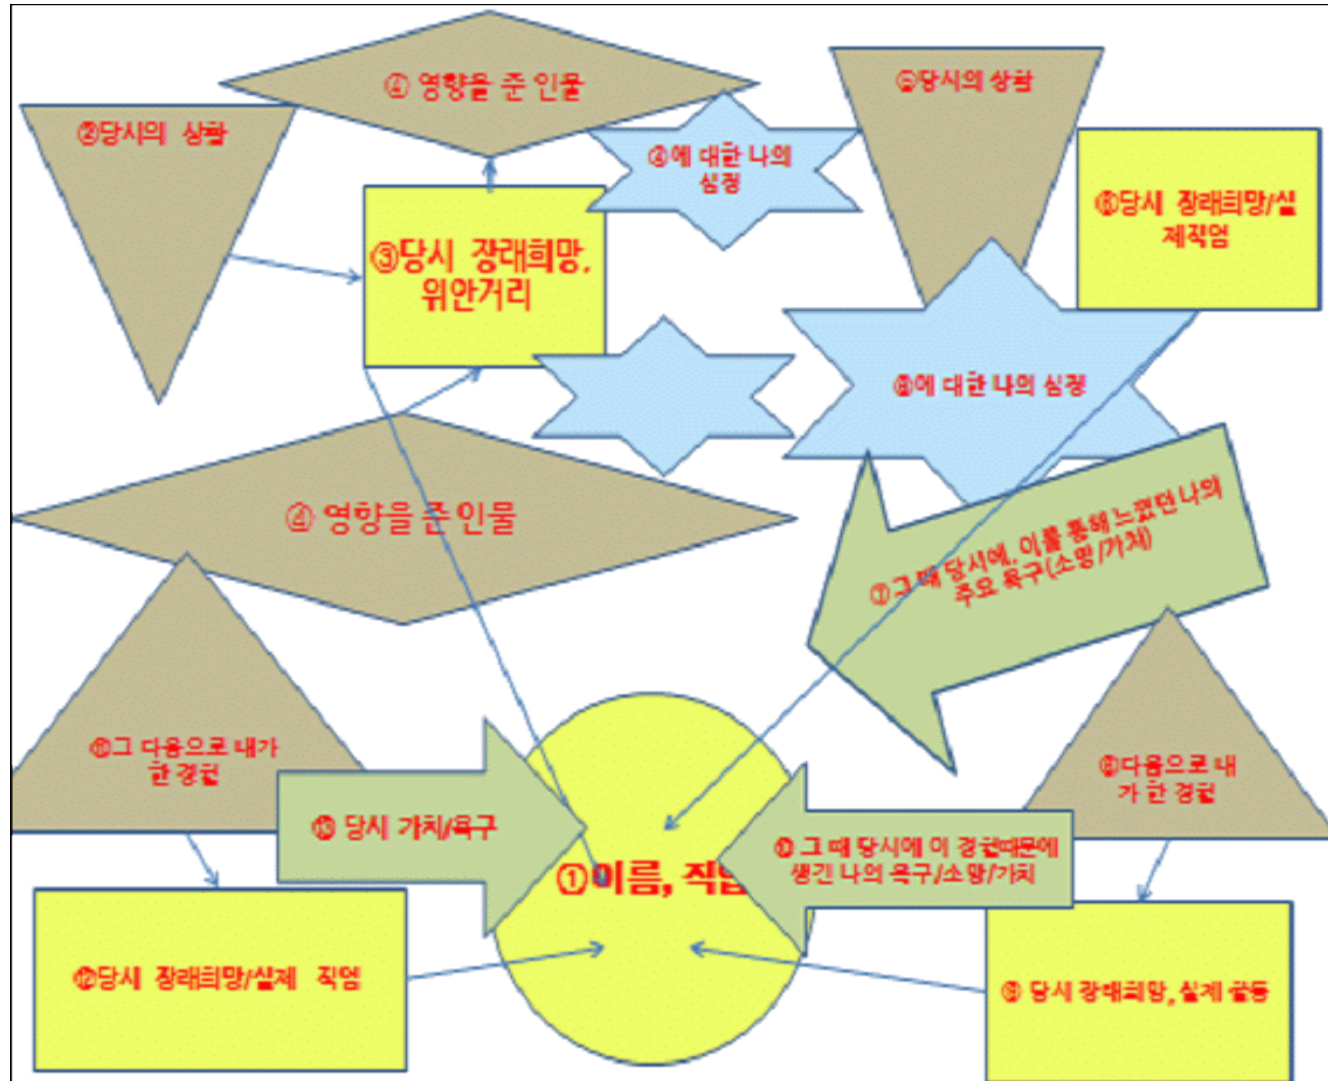 ④ 영향을 준 인물
②당시의 상황
⑤당시의 상황
④에 대한 나의
심정
③당시 장래희망,
위안거리
⑥당시 장래희망/실
제직업
⑥에 대한 나의 심정
④ 영향을 준 인물
⑦그 때 당시에, 이를 통해 느꼈던 나의
주요 욕구(소망/가치)
⑪그 다음으로 내가
한 경험
⑧다음으로 내
가 한 경험
⑬ 당시 가치/욕구
①이름, 직업
⑩ 그 때 당시에 이 경험때문에
생긴 나의 욕구/소망/가치
⑫당시 장래희망/실제 직업
⑨ 당시 장래희망, 실제 활동